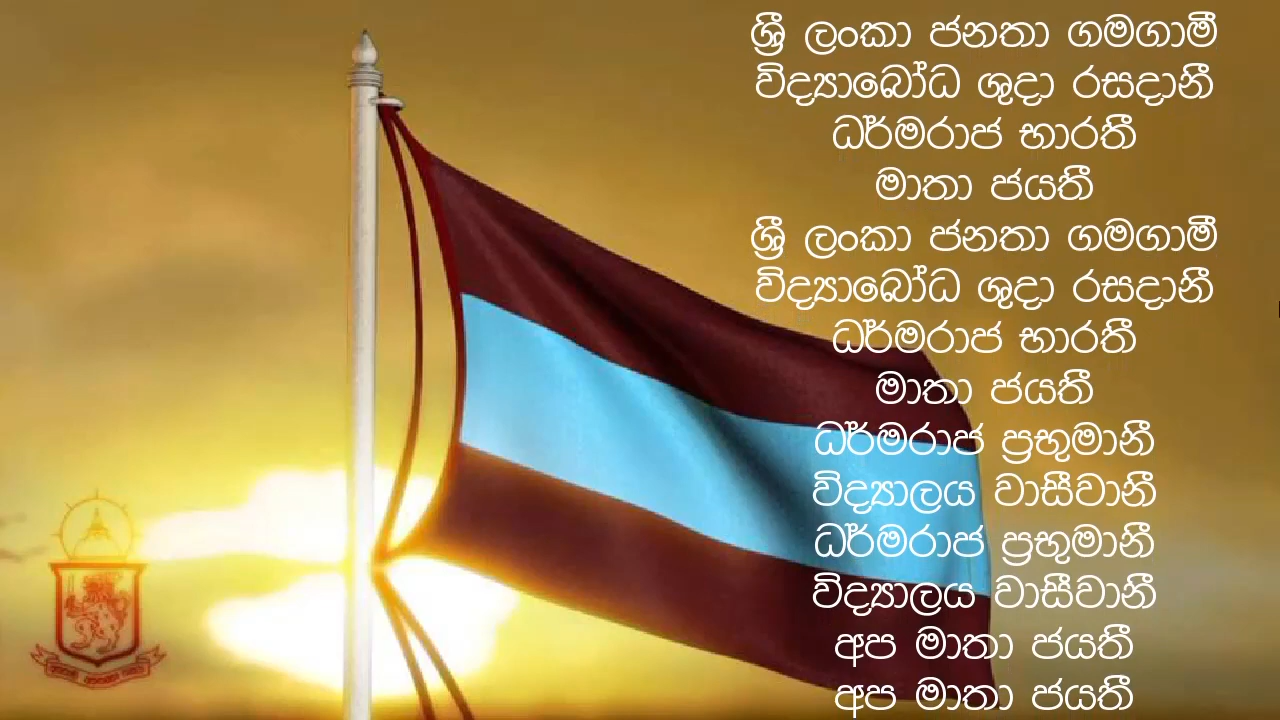 ශ්‍රී ලංකා ජනතා ගමගාමී
විද්‍යාබෝධ ශුදා රසදානී
ධර්මරාජ භාරතී
මාතා ජයතී
ශ්‍රී ලංකා ජනතා ගමගාමී
විද්‍යාබෝධ ශුදා රසදානී
ධර්මරාජ භාරතී
මාතා ජයතී
ධර්මරාජ ප්‍රභූමානී
විද්‍යාලය වාසීවානී
ධර්මරාජ ප්‍රභූමානී
විද්‍යාලය වාසීවානී
අප මාතා ජයතී
අප මාතා ජයතී